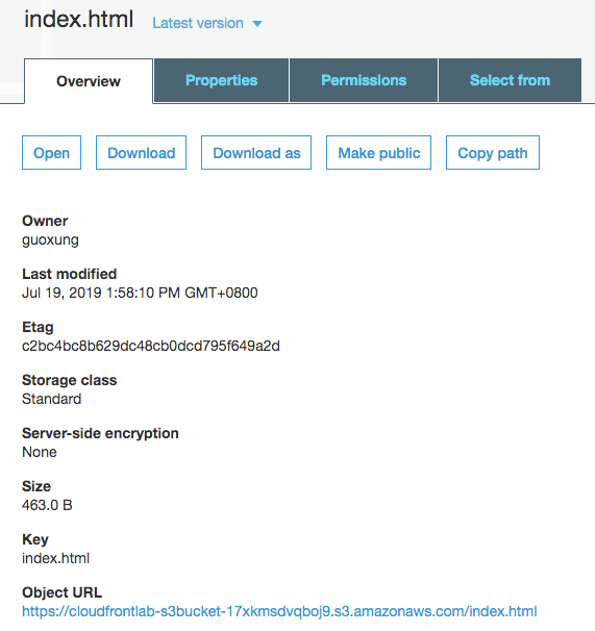 index.html Latest version
Overview Properties Permissions Select from
Open Download Download as Make public Copy path
Owner
guoxung
Last modified
Jul 19, 2019 1:58:10 PM GMT+0800
Etag
c2bc4bc8b629dc48cb0dcd795f649a2d
Storage class
Standard
Server-side encryption
None
Size
463.0 B
Key
index.html
Object URL
https://cloudfrontlab-s3bucket-17xkmsdvqboj9.s3.amazonaws.com/index.html